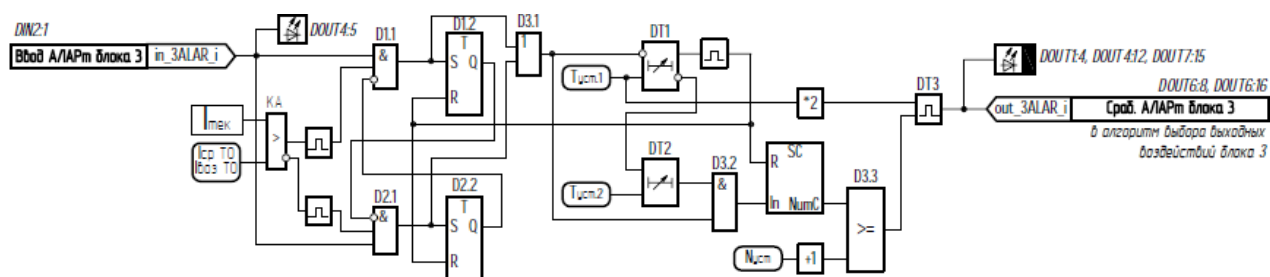 DIN2:1
Ввод АЛАРт блока 3
in_3ALAR_i
DOUT4:5
D1.1
&
D1.2
T
S Q
R
D3.1
1
DT1
Tуст.1
KA
Iтек
>
Iср ТО
Iвоз ТО
D2.1
&
D2.2
T
S Q
R
DT2
Tуст.2
D3.2
&
*2
SC
R
In NumC
D3.3
>=
Nуст
+1
DT3
DOUT1:4, DOUT4:12, DOUT7:15
DOUT6:8, DOUT6:16
out_3ALAR_i
Сраб. АЛАРт блока 3
в алгоритм выбора выходных
воздействий блока 3